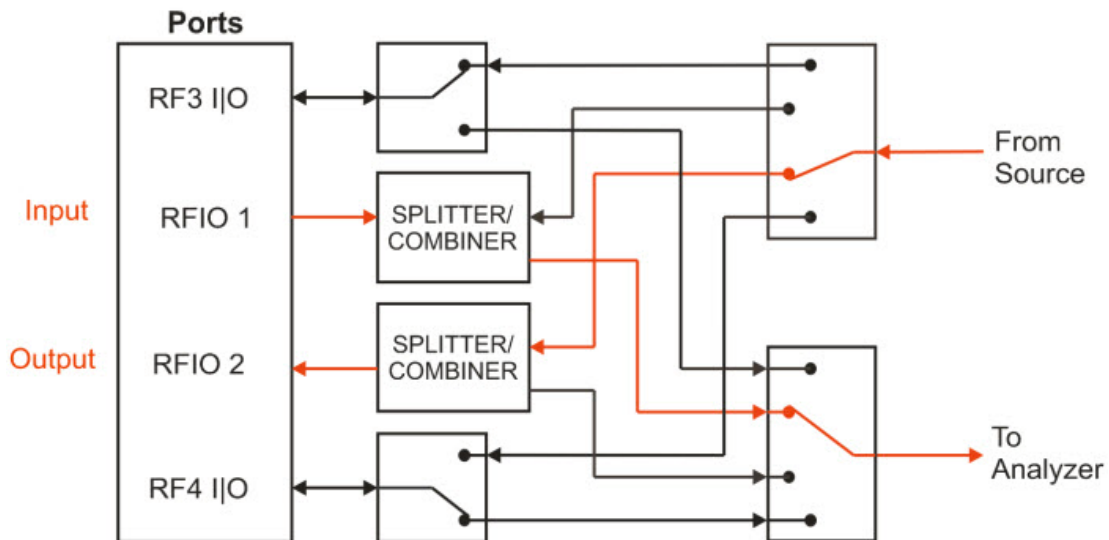 Ports
RF3 I|O
Input
RFIO 1
SPLITTER/
COMBINER
From
Source
Output
RFIO 2
SPLITTER/
COMBINER
RF4 I|O
To
Analyzer